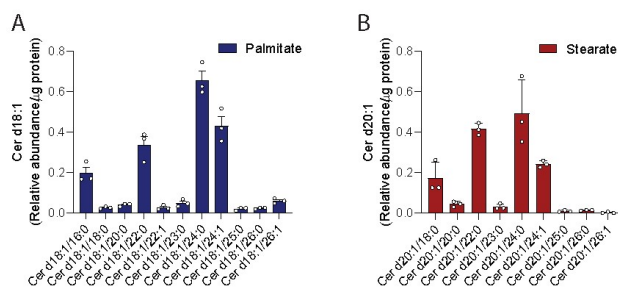 A
Palmitate
Cer d18:1
(Relative abundance/µg protein)
0.8
0.6
0.4
0.2
0.0
Cer d18:1/16:0
Cer d18:1/18:0
Cer d18:1/20:0
Cer d18:1/22:0
Cer d18:1/22:1
Cer d18:1/23:0
Cer d18:1/24:0
Cer d18:1/24:1
Cer d18:1/25:0
Cer d18:1/26:0
Cer d18:1/26:1
B
Stearate
Cer d20:1
(Relative abundance/µg protein)
0.8
0.6
0.4
0.2
0.0
Cer d20:1/18:0
Cer d20:1/20:0
Cer d20:1/22:0
Cer d20:1/23:0
Cer d20:1/24:0
Cer d20:1/24:1
Cer d20:1/25:0
Cer d20:1/26:0
Cer d20:1/26:1